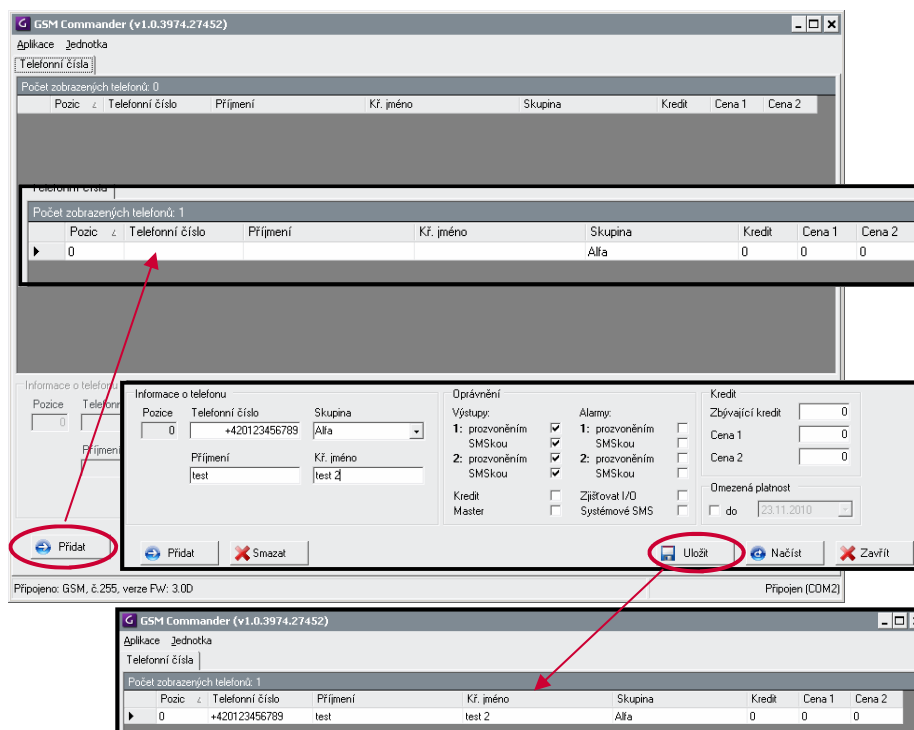 GSM Commander (v1.0.3974.27452)
Aplikace Jednotka
Telefonní čísla
Počet zobrazených telefonů: 0
Pozic Telefonní číslo Příjmení Kř. jméno Skupina Kredit Cena 1 Cena 2
Telefonní čísla
Počet zobrazených telefonů: 1
Pozic Telefonní číslo Příjmení Kř. jméno Skupina Kredit Cena 1 Cena 2
0 Alfa 0 0 0
Informace o telefonu
Pozice
0
Příjmení
Přidat
Informace o telefonu Oprávnění Kredit
Pozice Telefonní číslo Skupina Výstupy: Alarmy: Zbývající kredit 0
0 +420123456789 Alfa 1: prozvoněním 1: prozvoněním
SMSkou SMSkou Cena 1 0
Příjmení Kř. jméno 2: prozvoněním 2: prozvoněním Cena 2 0
test test 2 SMSkou SMSkou
Omezená platnost
Kredit Zjišťovat I/O
Master Systémové SMS do 23.11.2010
Přidat Smazat Uložit Načíst Zavřít
Připojeno: GSM, č.255, verze FW: 3.0D Připojen (COM2)
GSM Commander (v1.0.3974.27452)
Aplikace Jednotka
Telefonní čísla
Počet zobrazených telefonů: 1
Pozic Telefonní číslo Příjmení Kř. jméno Skupina Kredit Cena 1 Cena 2
0 +420123456789 test test 2 Alfa 0 0 0